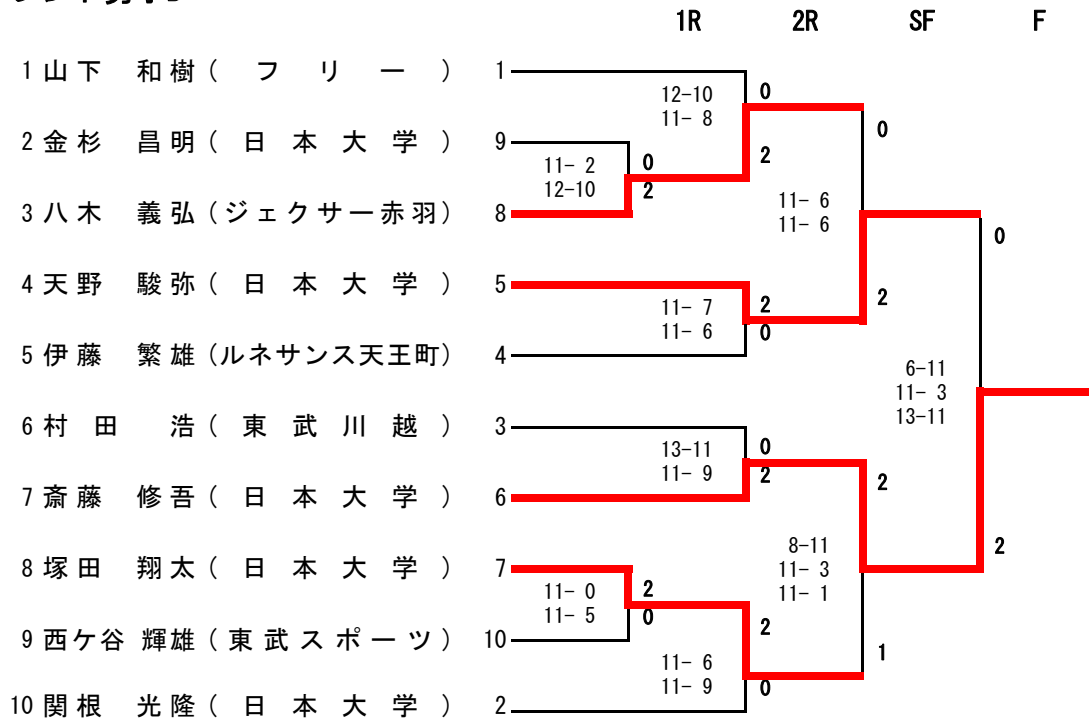 1R 2R SF F
1 山下 和樹 ( フ リ ー ) 1
12-10 0
11- 8
2 金杉 昌明 ( 日 本 大 学 ) 9 0
11- 2 0 2
12-10 2
3 八木 義弘 (ジェクサー赤羽) 8 11- 6
11- 6 0
4 天野 駿弥 ( 日 本 大 学 ) 5
11- 7 2 2
11- 6 0
5 伊藤 繁雄 (ルネサンス天王町) 4
6-11
11- 3
13-11
6 村田 浩 ( 東 武 川 越 ) 3
13-11 0
11- 9 2 2
7 斎藤 修吾 ( 日 本 大 学 ) 6
8-11 2
8 塚田 翔太 ( 日 本 大 学 ) 7 11- 3
11- 0 2 11- 1
11- 5 0 2
9 西ケ谷 輝雄 (東武スポーツ) 10 1
11- 6
11- 9 0
10 関根 光隆 ( 日 本 大 学 ) 2